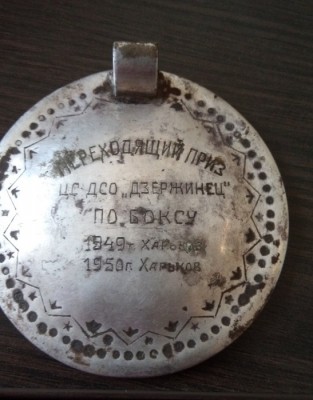 ПЕРЕХОДЯЩИЙ ПРИЗ
ЦС ДСО „ДЗЕРЖИНЕЦ"
ПО БОКСУ
1949г ХАРЬКОВ
1950г ХАРЬКОВ